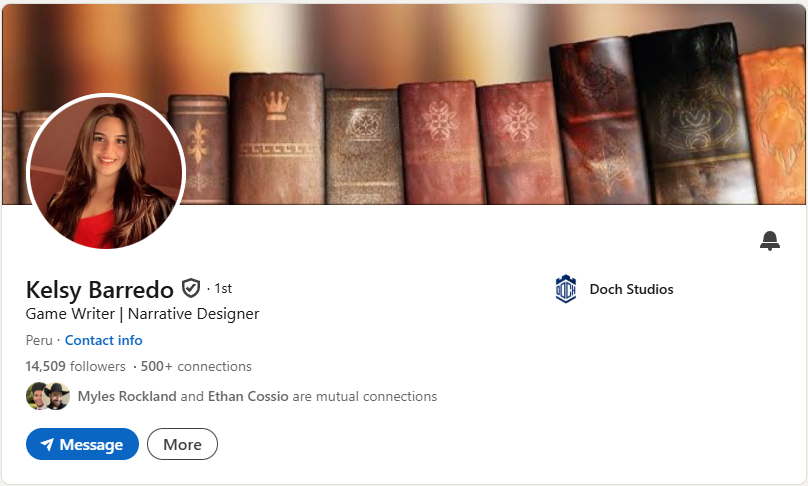 Kelsy Barredo · 1st
Game Writer | Narrative Designer
Peru · Contact info
14,509 followers · 500+ connections
Myles Rockland and Ethan Cossio are mutual connections
Message
More
DOCH
Doch Studios